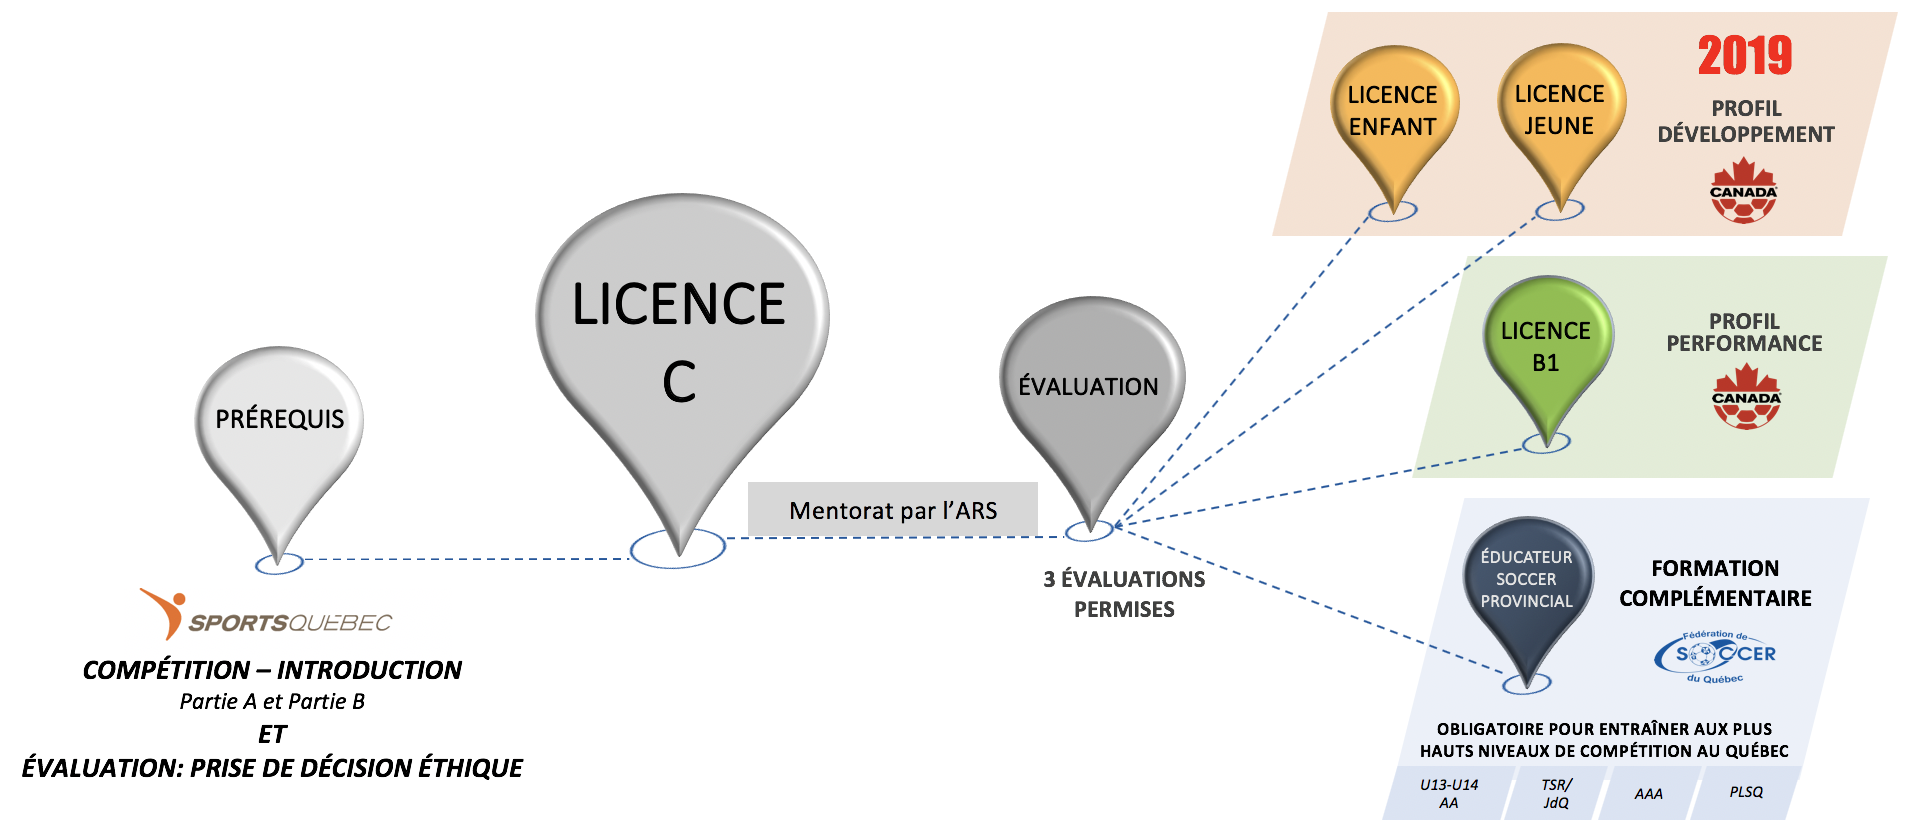 PRÉREQUIS
SPORTSQUÉBEC
COMPÉTITION – INTRODUCTION
Partie A et Partie B
ET
ÉVALUATION: PRISE DE DÉCISION ÉTHIQUE
LICENCE
C
Mentorat par l’ARS
ÉVALUATION
3 ÉVALUATIONS
PERMISES
LICENCE
ENFANT
LICENCE
JEUNE
2019
PROFIL
DÉVELOPPEMENT
CANADA
LICENCE
B1
PROFIL
PERFORMANCE
CANADA
ÉDUCATEUR
SOCCER
PROVINCIAL
FORMATION
COMPLÉMENTAIRE
Fédération de
SOCCER
du Québec
OBLIGATOIRE POUR ENTRAÎNER AUX PLUS
HAUTS NIVEAUX DE COMPÉTITION AU QUÉBEC
U13-U14
AA
TSR/
JdQ
AAA
PLSQ